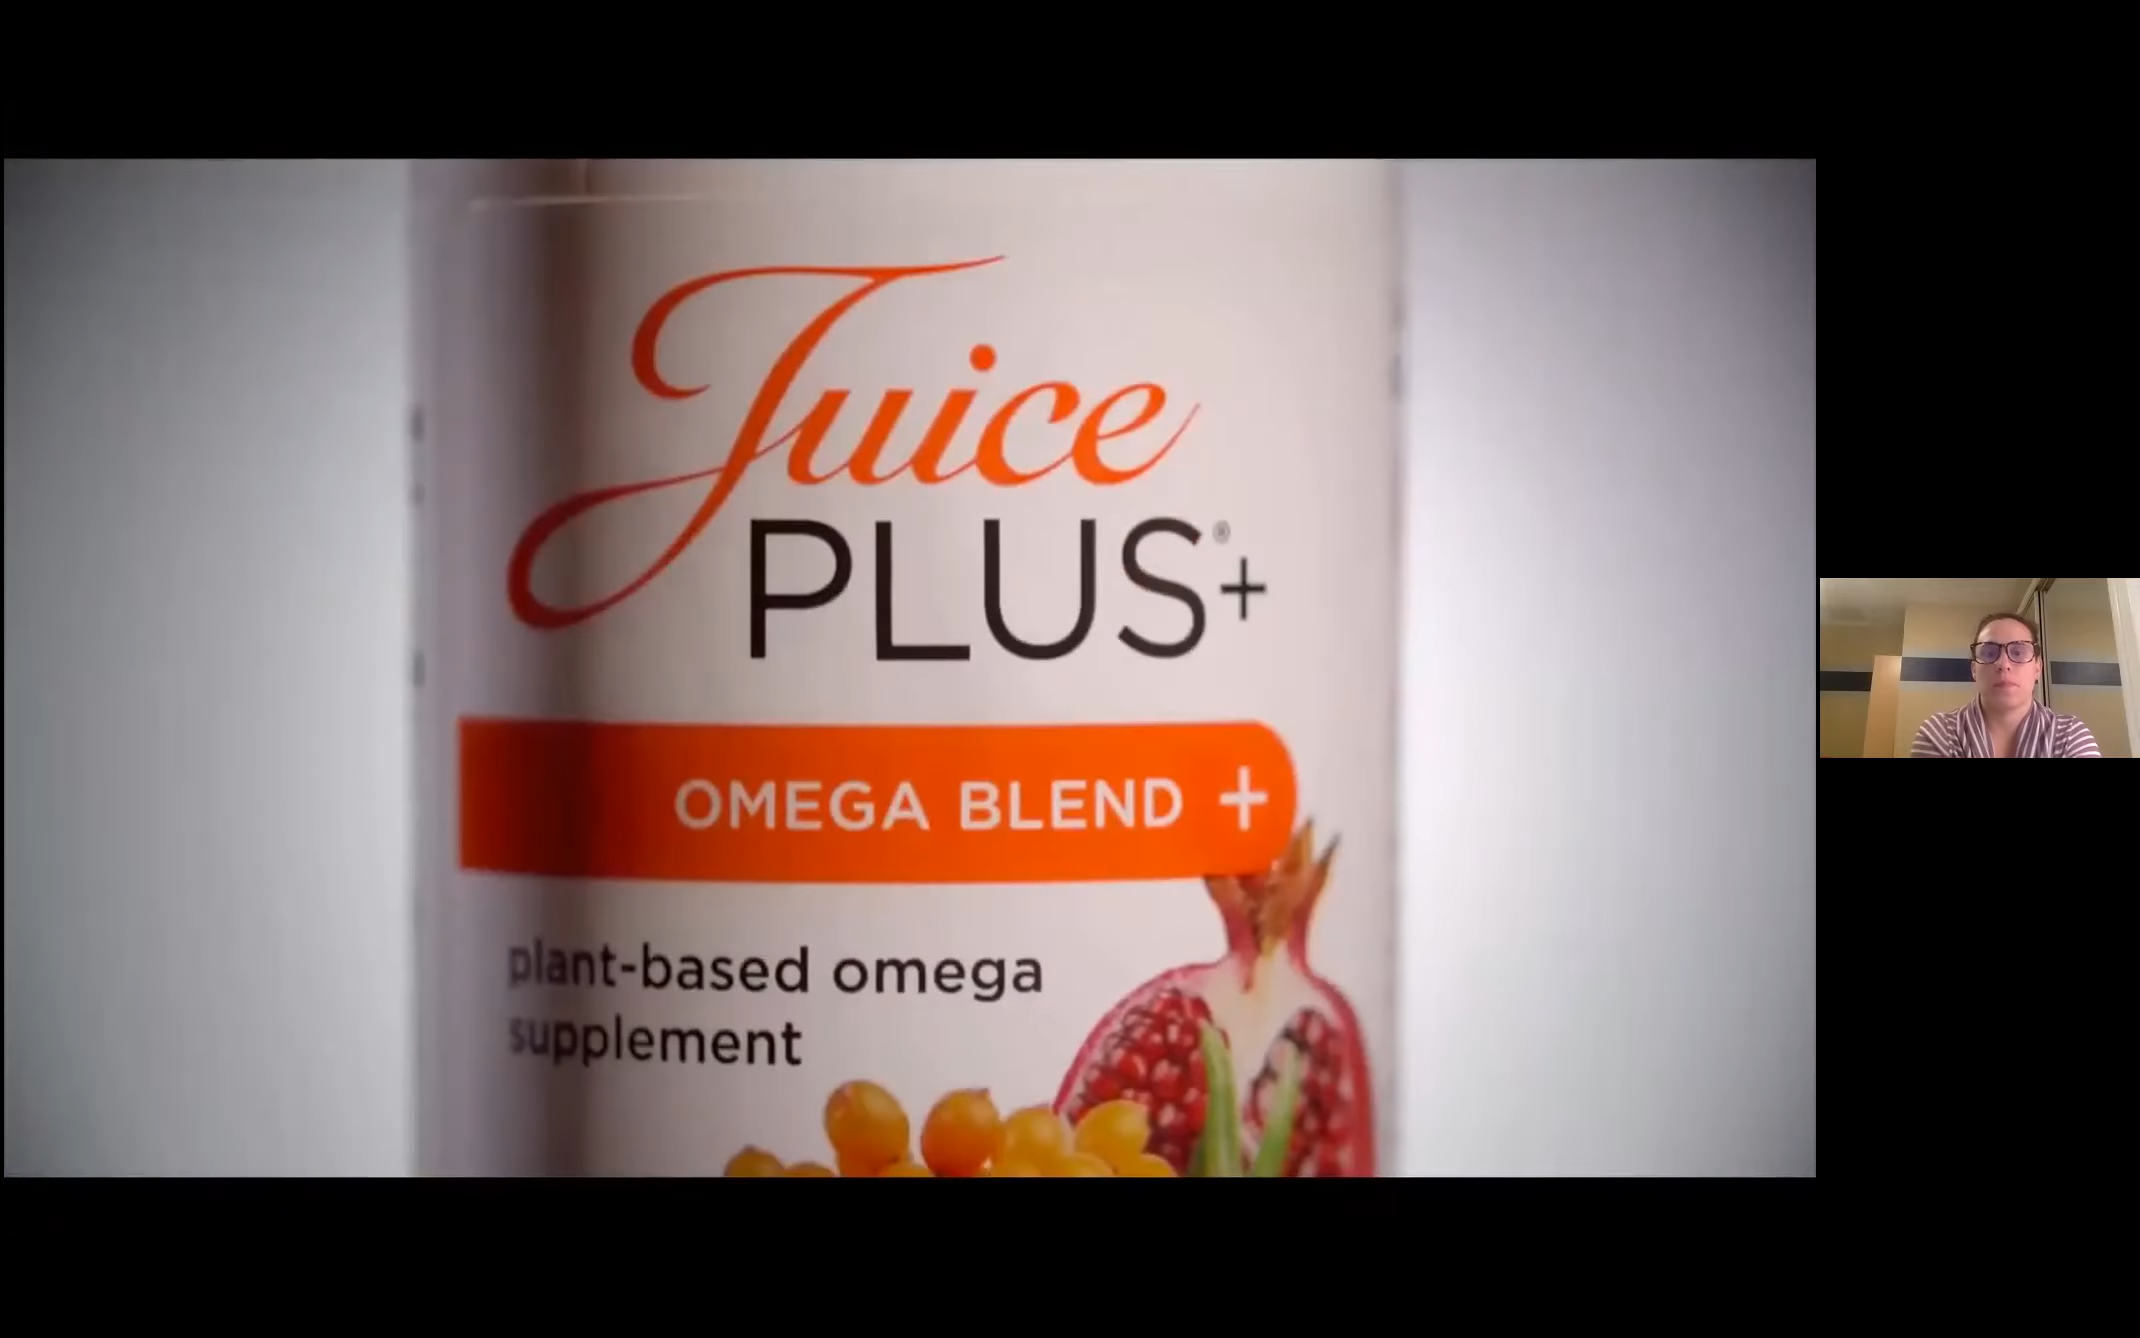 Juice
PLUS®+
OMEGA BLEND +
plant-based omega
supplement